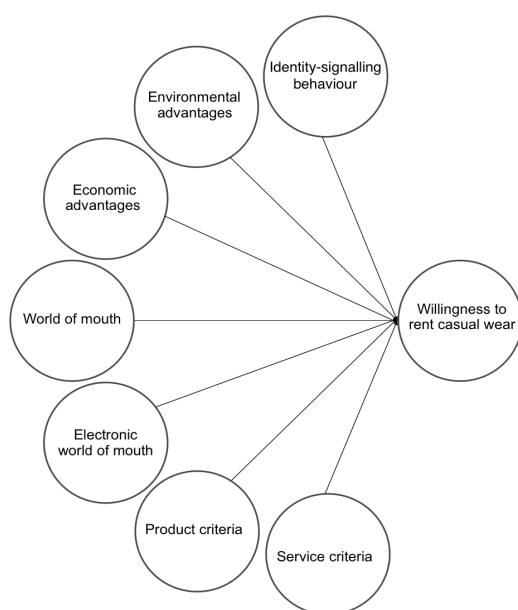 Identity-signalling
behaviour
Environmental
advantages
Economic
advantages
World of mouth
Willingness to
rent casual wear
Electronic
world of mouth
Product criteria
Service criteria